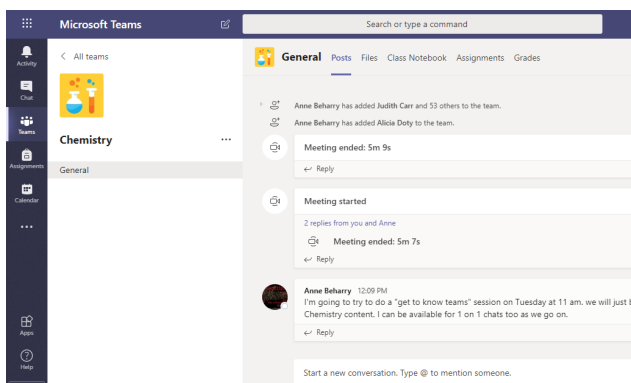 Microsoft Teams
Search or type a command
Activity
Chat
Teams
Assignments
Calendar
Apps
Help
All teams
Chemistry
General
General Posts Files Class Notebook Assignments Grades
Anne Beharry has added Judith Carr and 53 others to the team.
Anne Beharry has added Alicia Doty to the team.
Meeting ended: 5m 9s
Reply
Meeting started
2 replies from you and Anne
Meeting ended: 5m 7s
Reply
Anne Beharry 12:09 PM
I'm going to try to do a "get to know teams" session on Tuesday at 11 am. we will just
Chemistry content. I can be available for 1 on 1 chats too as we go on.
Reply
Start a new conversation. Type @ to mention someone.